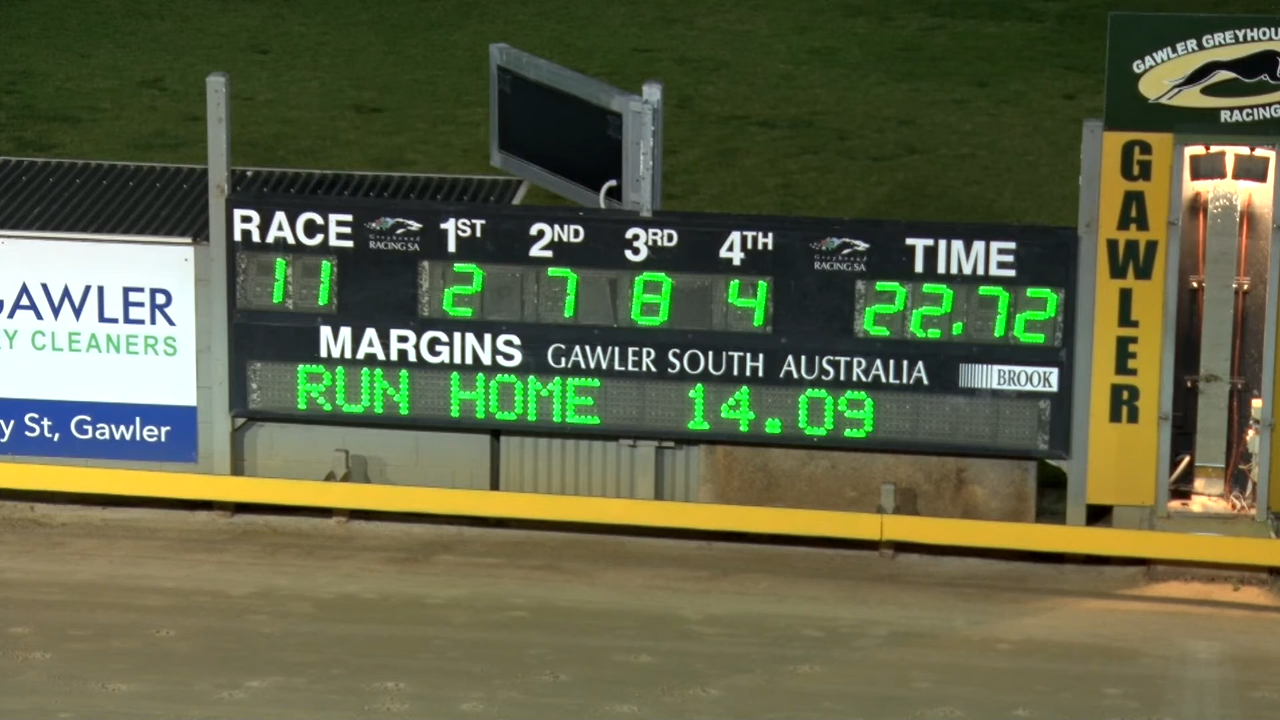 GAWLER GREYHOU
RACING
GAWLER
RACE
Greyhound
RACING SA
1ST 2ND 3RD 4TH
Greyhound
RACING SA
TIME
11 2 7 8 4 22.72
MARGINS GAWLER SOUTH AUSTRALIA BROOK
RUN HOME 14.09
GAWLER
Y CLEANERS
y St, Gawler